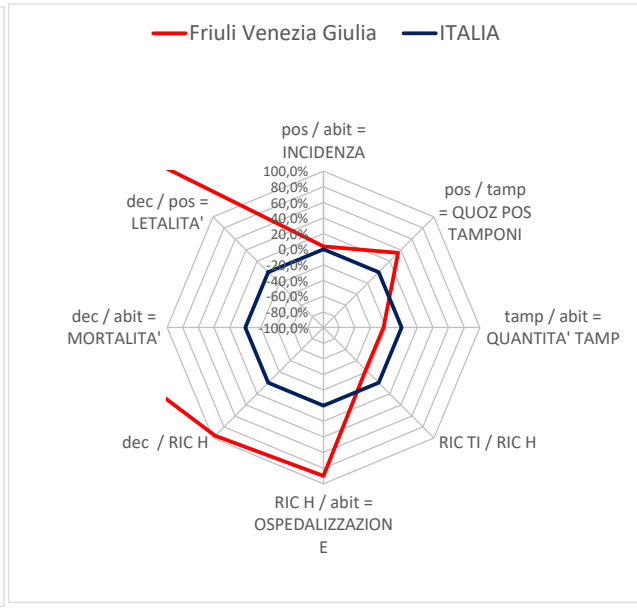 Friuli Venezia Giulia ITALIA
pos / abit =
INCIDENZA
100,0%
80,0%
60,0%
40,0%
20,0%
0,0%
-20,0%
-40,0%
-60,0%
-80,0%
-100,0%
pos / tamp
= QUOZ POS
TAMPONI
tamp / abit =
QUANTITA' TAMP
RIC TI / RIC H
RIC H / abit =
OSPEDALIZZAZION
E
dec / RIC H
dec / abit =
MORTALITA'
dec / pos =
LETALITA'